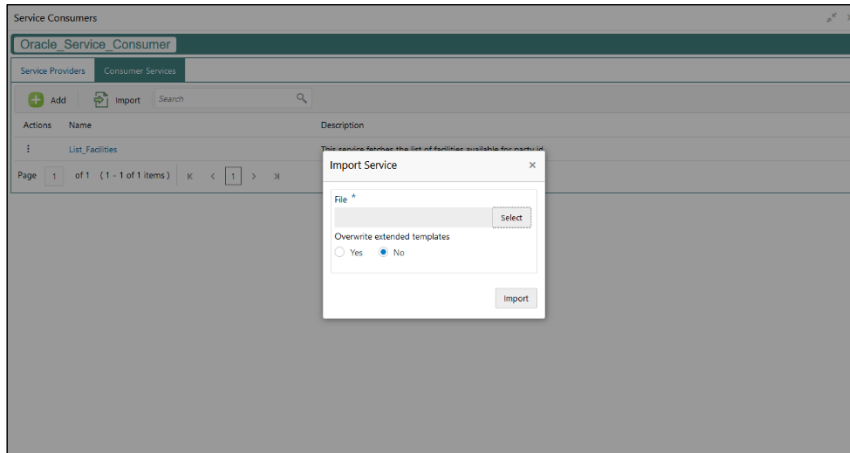 Service Consumers
Oracle_Service_Consumer
Service Providers Consumer Services
Add Import Search
Actions Name Description
List_Facilities This service fetches the list of facilities available for party id
Page 1 of 1 (1 - 1 of 1 items) 1
Import Service
File *
Select
Overwrite extended templates
Yes No
Import